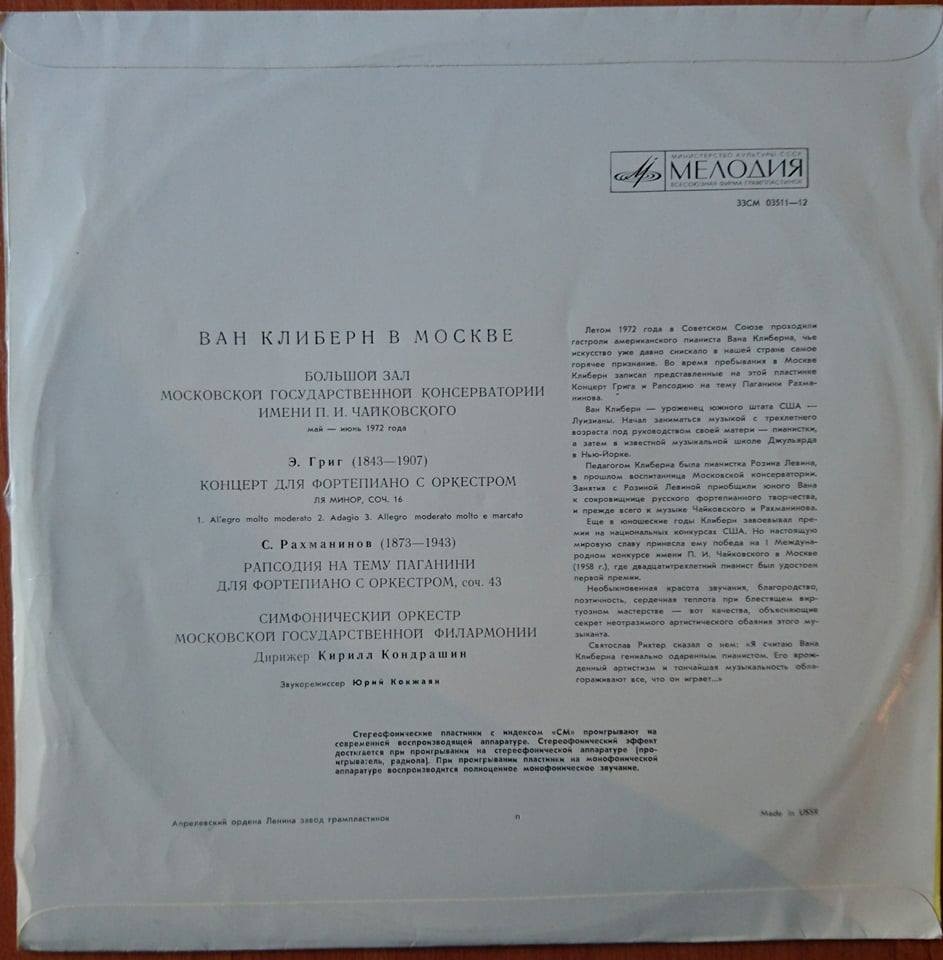 МИНИСТЕРСТВО КУЛЬТУРЫ СССР
МЕЛОДИЯ
ВСЕСОЮЗНАЯ ФИРМА ГРАМПЛАСТИНОК
33СМ 03511—12
ВАН КЛИБЕРН В МОСКВЕ
БОЛЬШОЙ ЗАЛ
МОСКОВСКОЙ ГОСУДАРСТВЕННОЙ КОНСЕРВАТОРИИ
ИМЕНИ П. И. ЧАЙКОВСКОГО
май — июнь 1972 года
Э. Григ (1843—1907)
КОНЦЕРТ ДЛЯ ФОРТЕПИАНО С ОРКЕСТРОМ
ЛЯ МИНОР, СОЧ. 16
1. Allegro molto moderato 2. Adagio 3. Allegro moderato molto e marcato
С. Рахманинов (1873—1943)
РАПСОДИЯ НА ТЕМУ ПАГАНИНИ
ДЛЯ ФОРТЕПИАНО С ОРКЕСТРОМ, соч. 43
СИМФОНИЧЕСКИЙ ОРКЕСТР
МОСКОВСКОЙ ГОСУДАРСТВЕННОЙ ФИЛАРМОНИИ
Дирижер Кирилл Кондрашин
Звукорежиссер Юрий Кокжаян
Летом 1972 года в Советском Союзе проходили
гастроли американского пианиста Вана Клиберна, чье
искусство уже давно снискало в нашей стране самое
горячее признание. Во время пребывания в Москве
Клиберн записал представленные на этой пластинке
Концерт Грига и Рапсодию на тему Паганини Рахма-
нинова.
Ван Клиберн — уроженец южного штата США —
Луизианы. Начал заниматься музыкой с трехлетнего
возраста под руководством своей матери — пианистки,
а затем в известной музыкальной школе Джульярда
в Нью-Йорке.
Педагогом Клиберна была пианистка Розина Левина,
в прошлом воспитанница Московской консерватории.
Занятия с Розиной Левиной приобщили юного Вана
к сокровищнице русского фортепианного творчества,
и прежде всего к музыке Чайковского и Рахманинова.
Еще в юношеские годы Клиберн завоевывал пре-
мии на национальных конкурсах США. Но настоящую
мировую славу принесла ему победа на I Междуна-
родном конкурсе имени П. И. Чайковского в Москве
(1958 г.), где двадцатитрехлетний пианист был удостоен
первой премии.
Необыкновенная красота звучания, благородство,
поэтичность, сердечная теплота при блестящем вир-
туозном мастерстве — вот качества, объясняющие
секрет неотразимого артистического обаяния этого му-
зыканта.
Святослав Рихтер сказал о нем: «Я считаю Вана
Клиберна гениально одаренным пианистом. Его врож-
денный артистизм и тончайшая музыкальность обла-
гораживают все, что он играет...»
Стереофонические пластинки с индексом «СМ» проигрывают на
современной воспроизводящей аппаратуре. Стереофонический эффект
достигается при проигрывании на стереофонической аппаратуре (про-
игрыватель, радиола). При проигрывании пластинки на монофонической
аппаратуре воспроизводится полноценное монофоническое звучание.
Апрелевский ордена Ленина завод грампластинок
п
Made in USSR